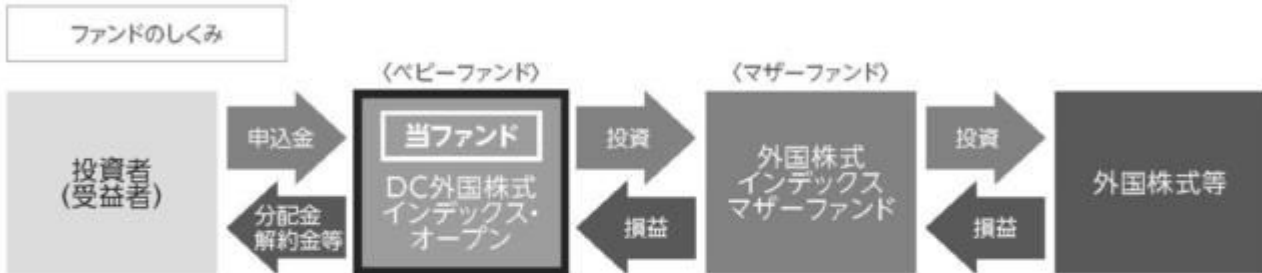 ファンドのしくみ
〈ベビーファンド〉
〈マザーファンド〉
投資者
(受益者)
申込金
分配金
解約金等
当ファンド
DC外国株式
インデックス・
オープン
投資
損益
外国株式
インデックス
マザーファンド
投資
損益
外国株式等